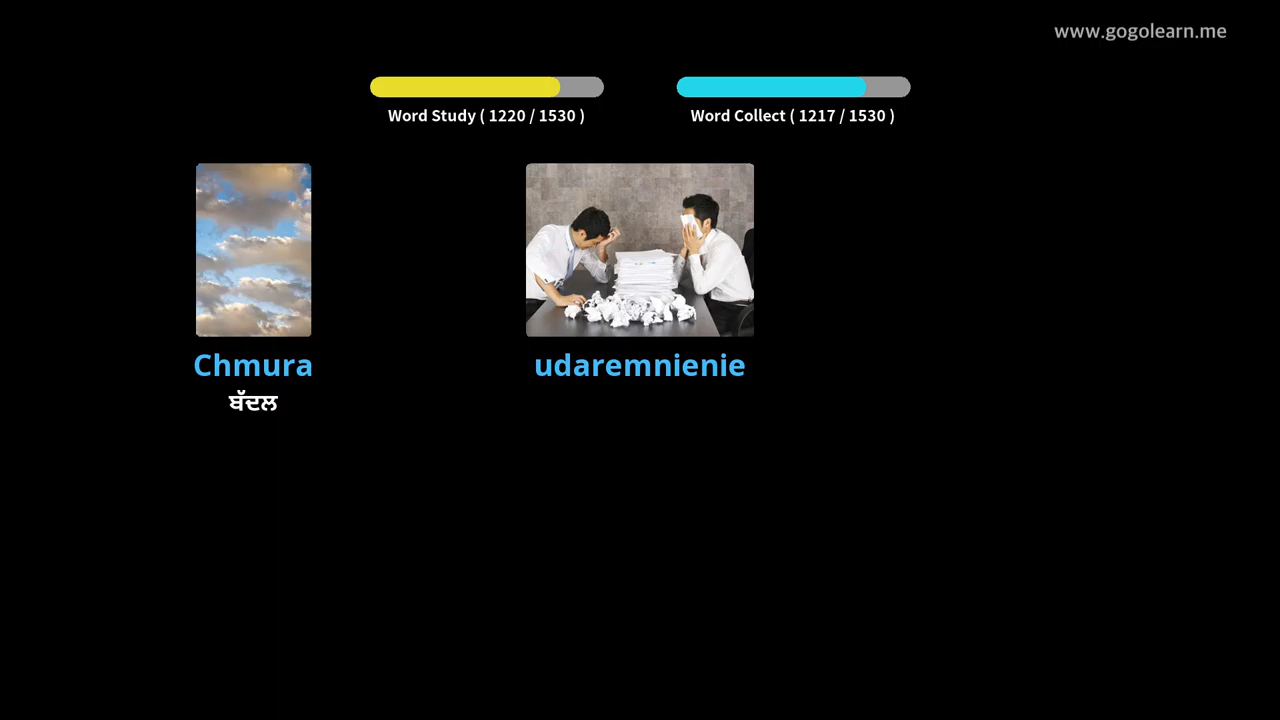 www.gogolearn.me
Word Study ( 1220 / 1530 )
Word Collect ( 1217 / 1530 )
Chmura
ਬੱਦਲ
udaremnienie